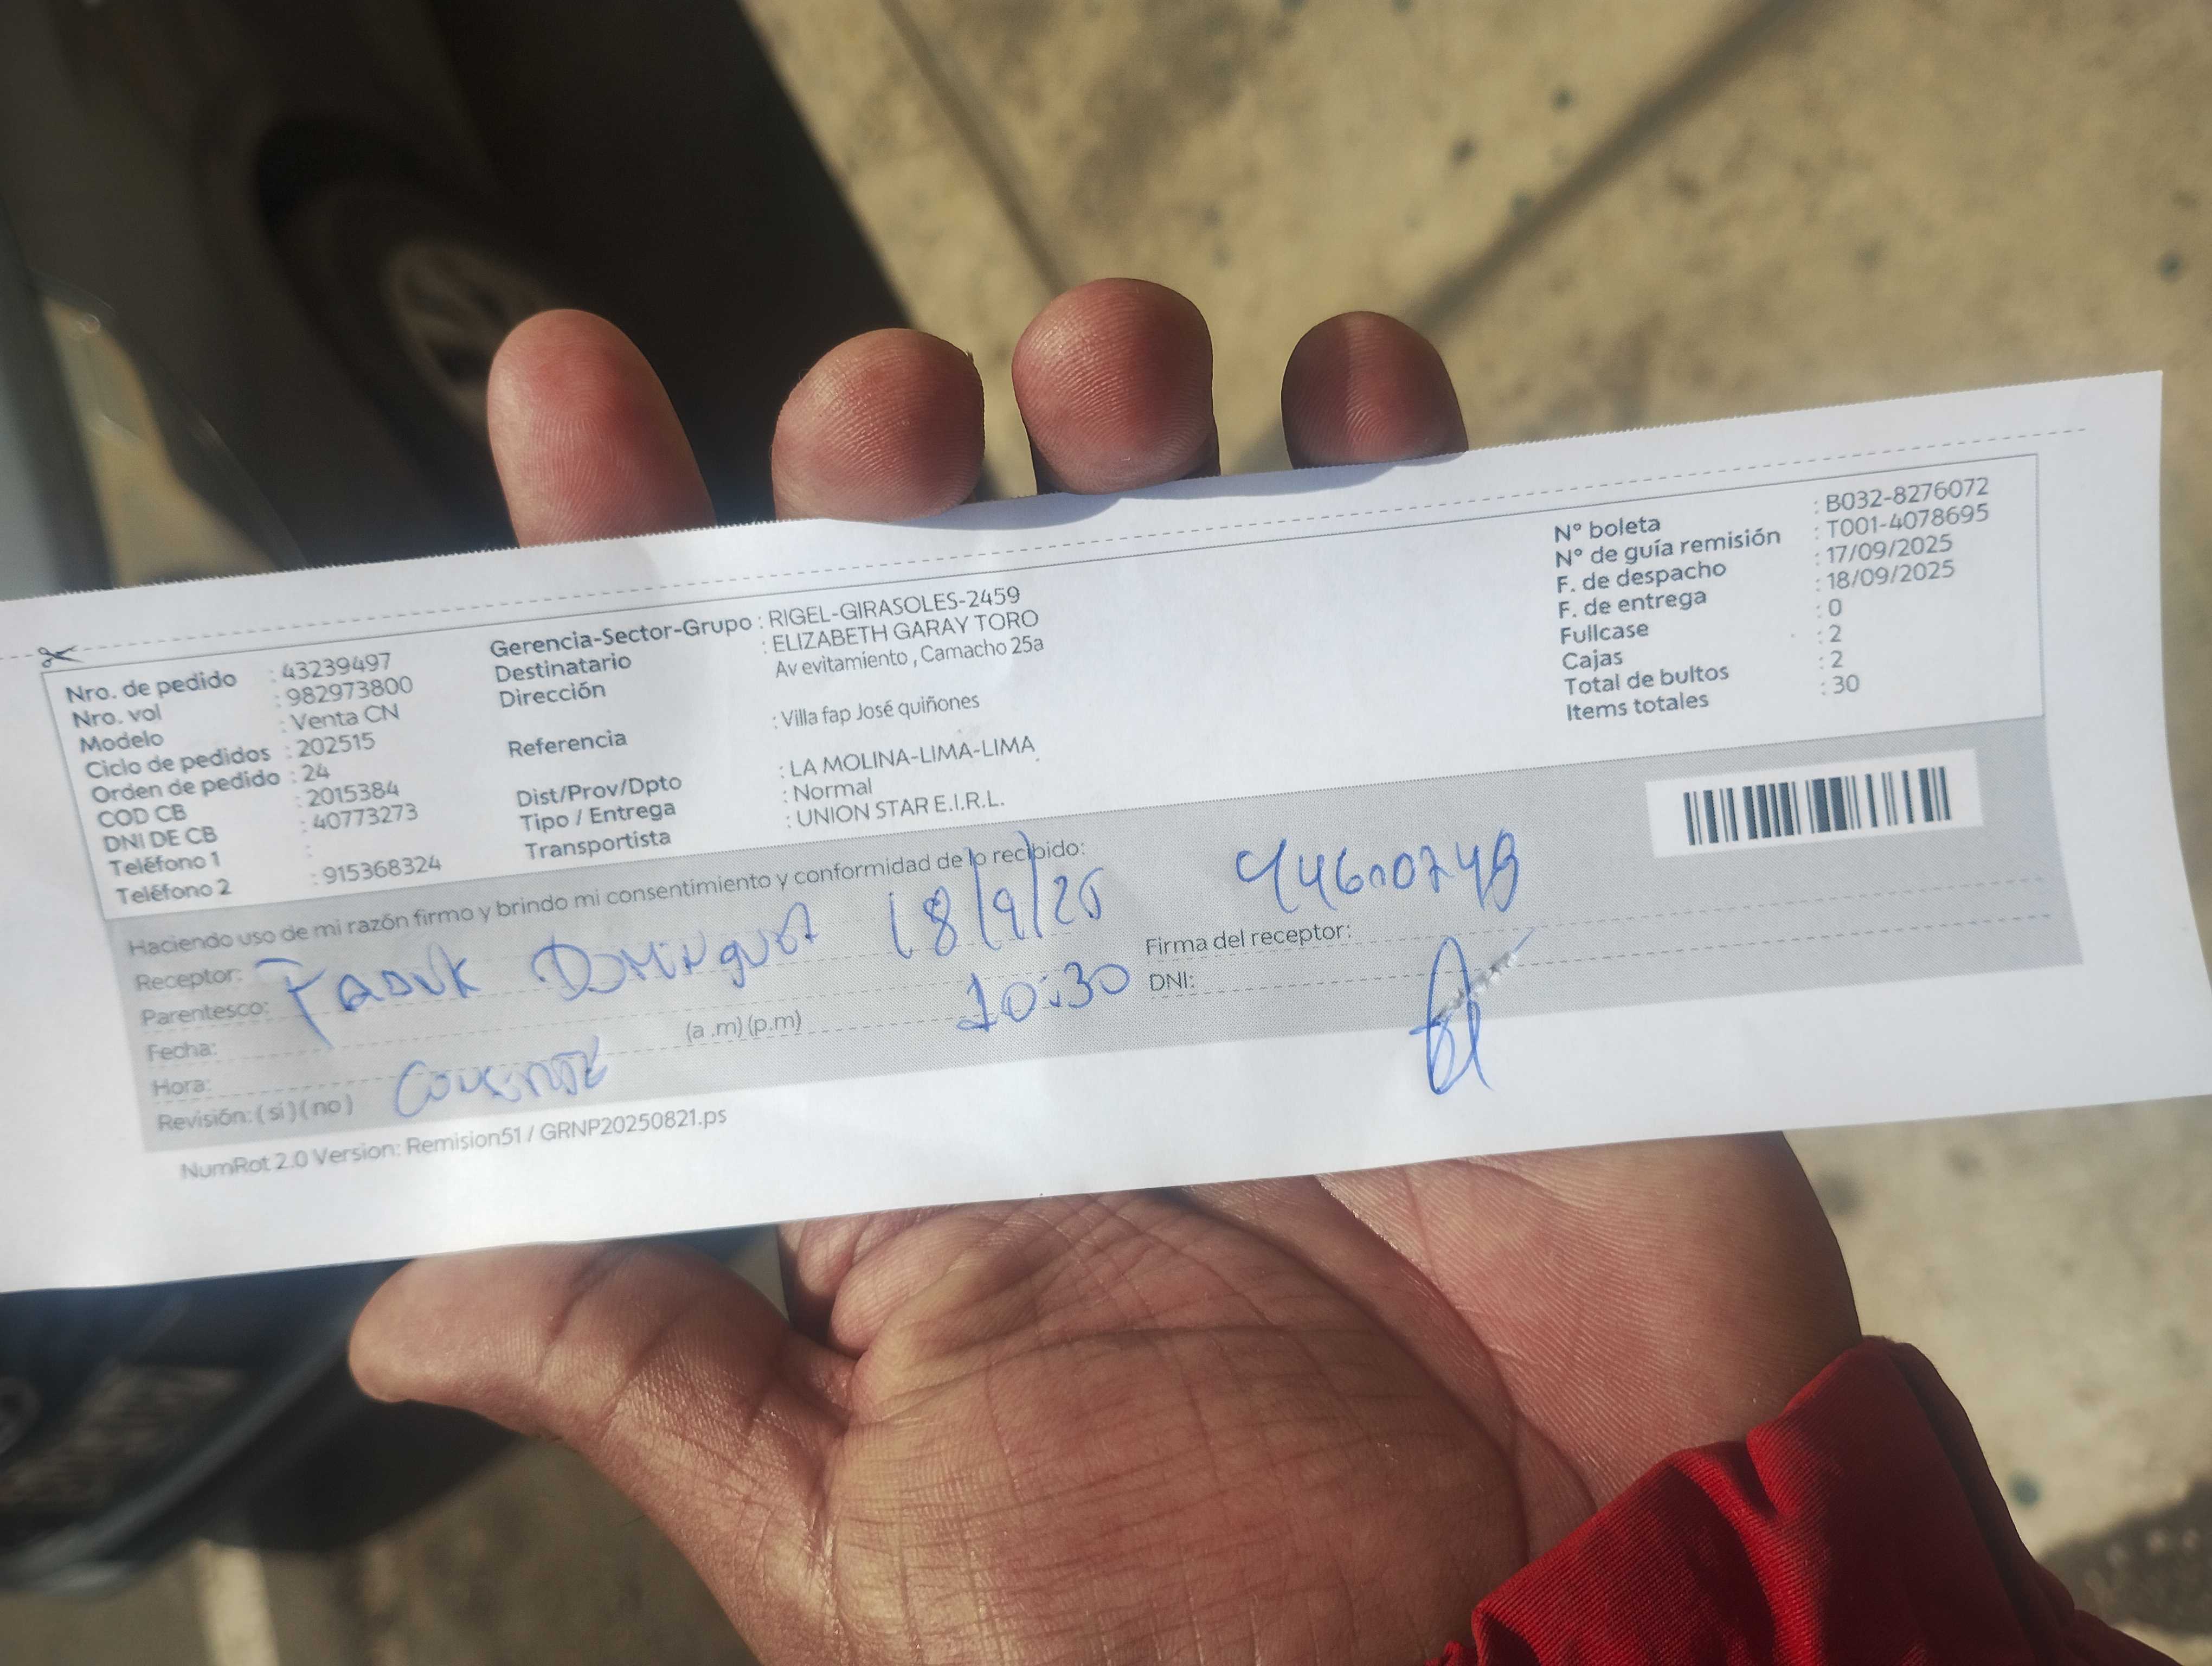 Nro. de pedido : 43239497
Nro. vol : 982973800
Modelo : Venta CN
Ciclo de pedidos : 202515
Orden de pedido : 24
COD CB : 2015384
DNI DE CB : 40773273
Teléfono 1 :
Teléfono 2 : 915368324
Gerencia-Sector-Grupo : RIGEL-GIRASOLES-2459
Destinatario : ELIZABETH GARAY TORO
Dirección Av evitamiento , Camacho 25a
Referencia : Villa fap José quiñones
Dist/Prov/Dpto : LA MOLINA-LIMA-LIMA
Tipo / Entrega : Normal
Transportista : UNION STAR E.I.R.L.
N° boleta : B032-8276072
N° de guía remisión : T001-4078695
F. de despacho : 17/09/2025
F. de entrega : 18/09/2025
Fullcase : 0
Cajas : 2
Total de bultos : 2
Items totales : 30
Haciendo uso de mi razón firmo y brindo mi consentimiento y conformidad de lo recibido:
Receptor:
Parentesco:
18/9/25
Fecha:
Hora: (a .m) (p.m) 10:30
Revisión: ( si ) ( no )
Firma del receptor:
DNI:
NumRot 2.0 Version: Remision51 / GRNP20250821.ps